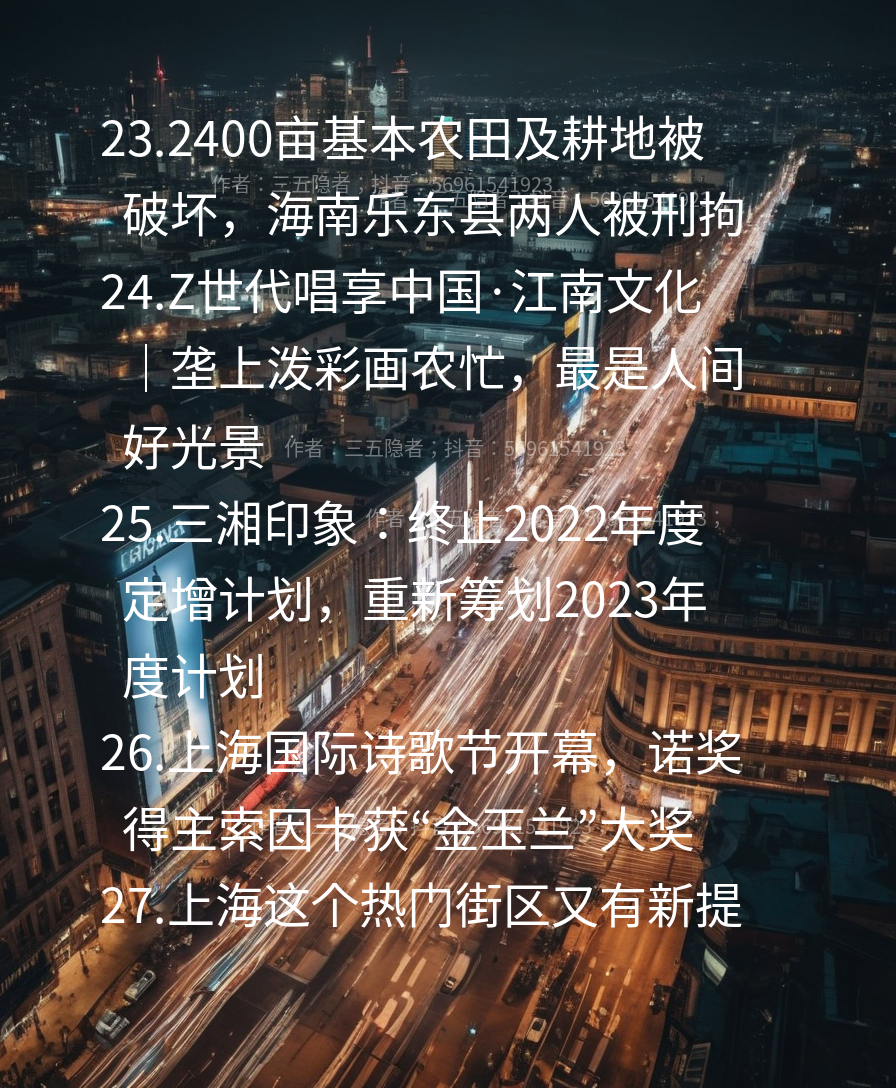 23.2400亩基本农田及耕地被
作者：三五隐者；抖音：56961541923
破坏，海南乐东县两人被刑拘
24.Z世代唱享中国·江南文化
｜垄上泼彩画农忙，最是人间
好光景
作者：三五隐者；抖音：56961541923
25.三湘印象：终止2022年度
定增计划，重新筹划2023年
度计划
26.上海国际诗歌节开幕，诺奖
得主索因卡获“金玉兰”大奖
27.上海这个热门街区又有新提